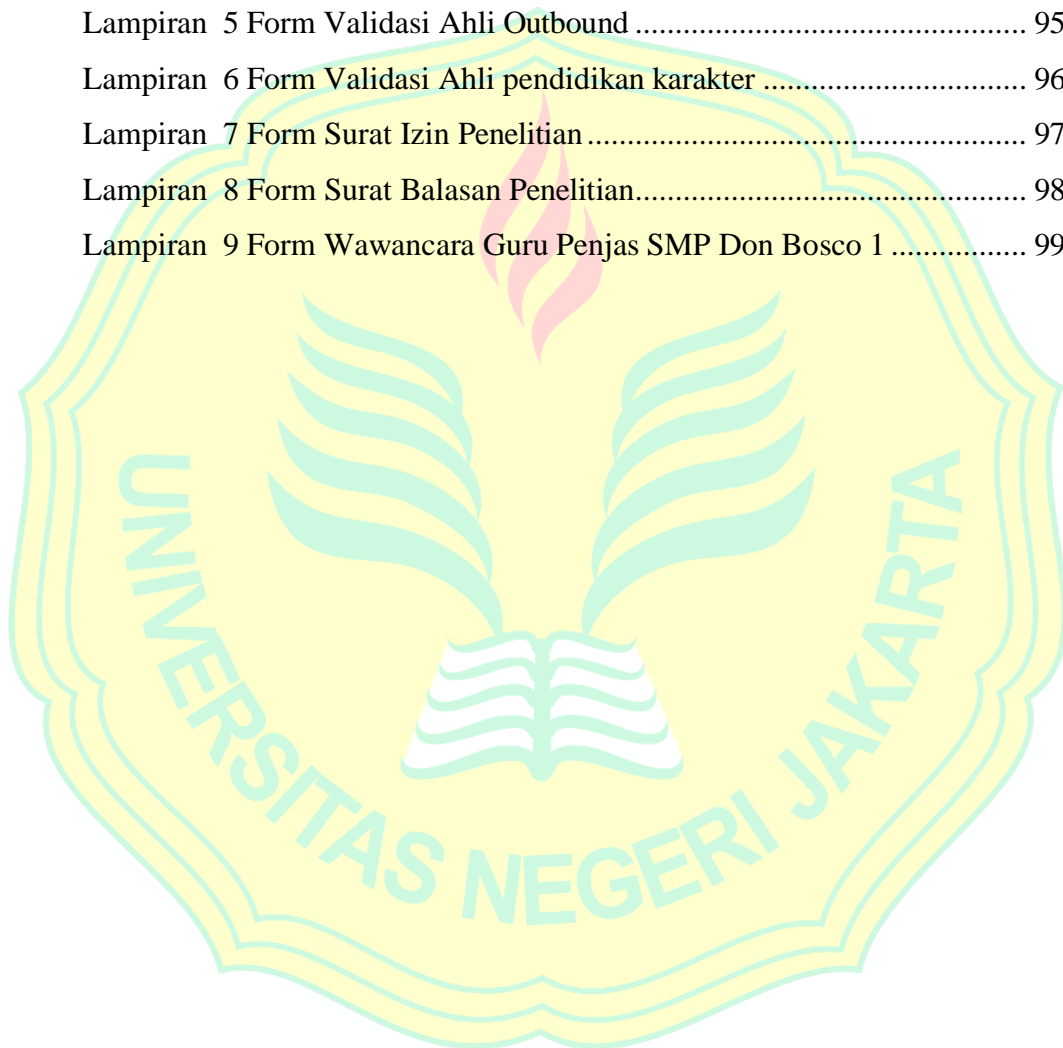 Lampiran 5 Form Validasi Ahli Outbound ............................................... 95
Lampiran 6 Form Validasi Ahli pendidikan karakter ................................ 96
Lampiran 7 Form Surat Izin Penelitian ..................................................... 97
Lampiran 8 Form Surat Balasan Penelitian............................................... 98
Lampiran 9 Form Wawancara Guru Penjas SMP Don Bosco 1 ................ 99
UNIVERSITAS NEGERI JAKARTA